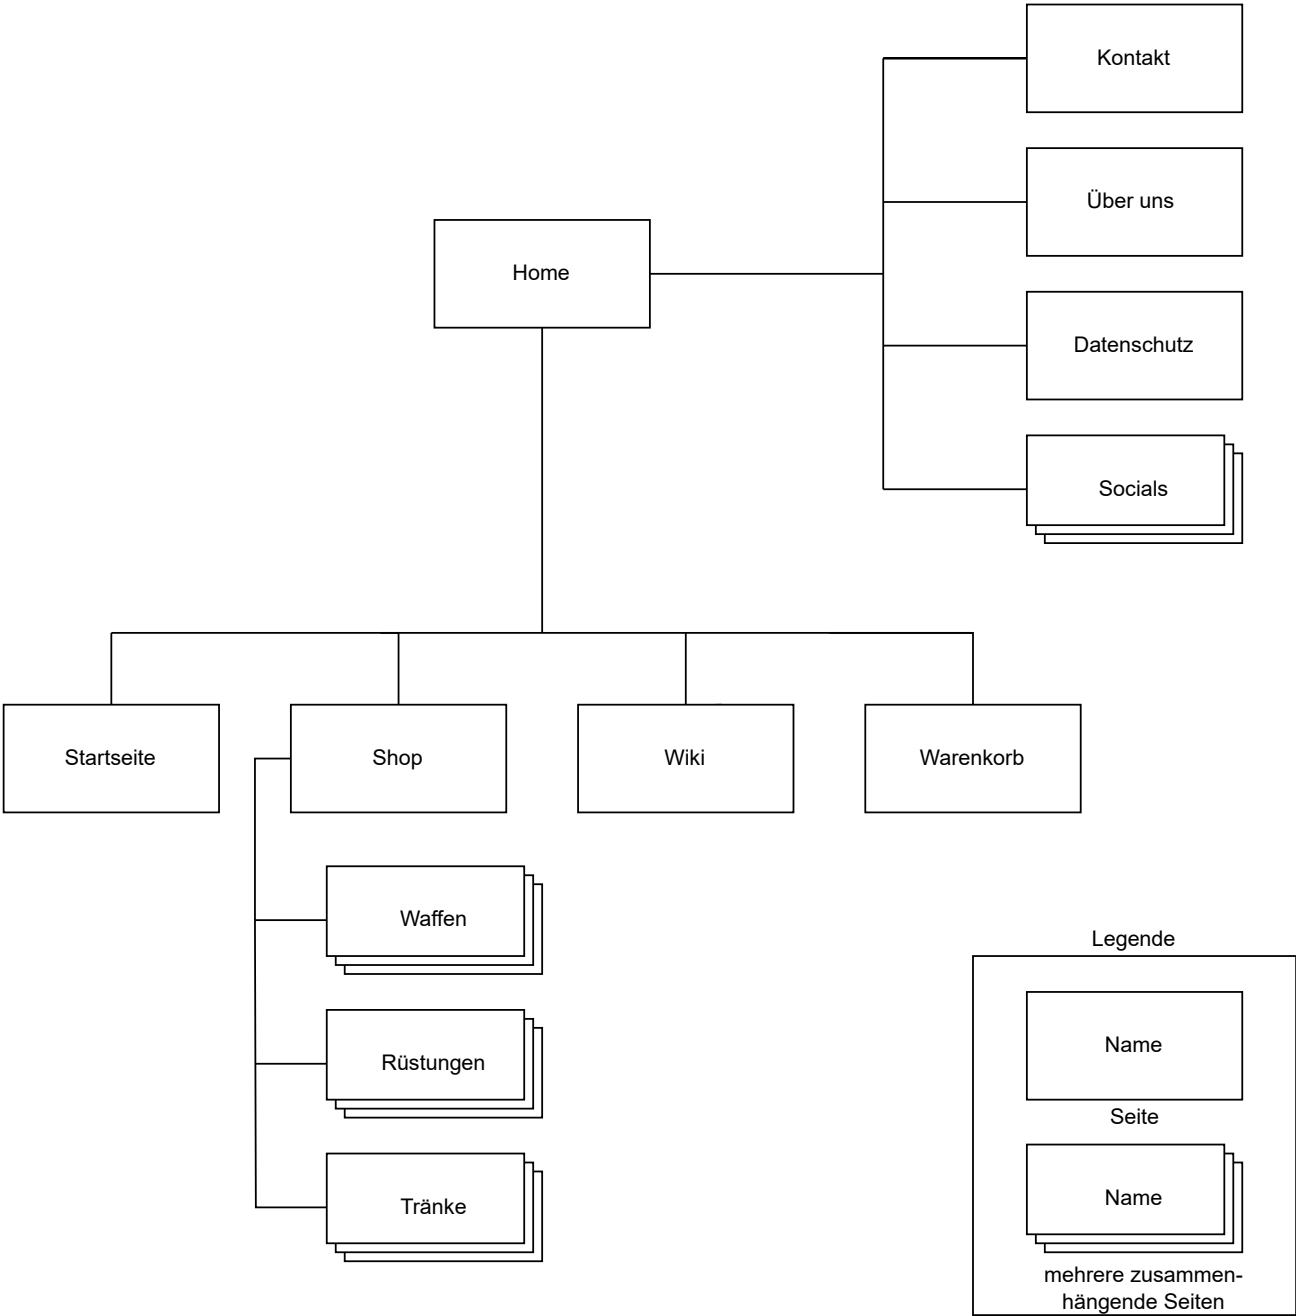 Kontakt
Über uns
Home
Datenschutz
Socials
Startseite
Shop
Wiki
Warenkorb
Waffen
Rüstungen
Tränke
Legende
Name
Seite
Name
mehrere zusammen-
hängende Seiten